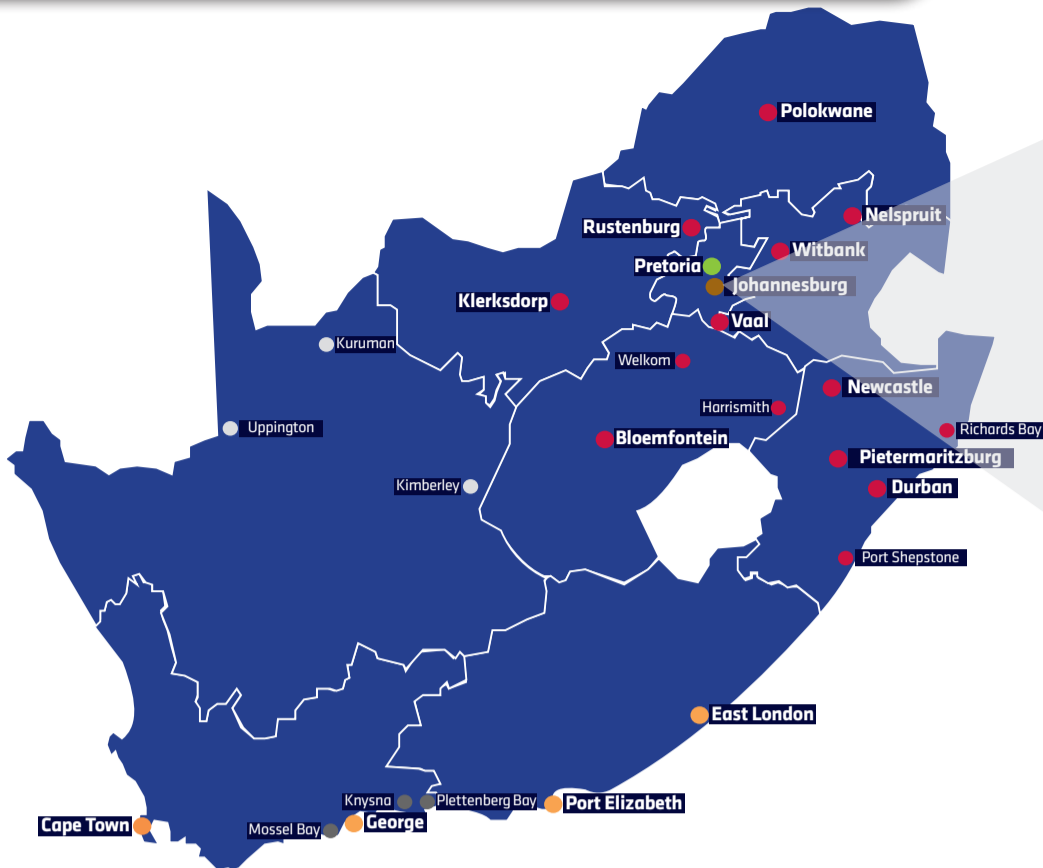 Polokwane
Nelspruit
Rustenburg
Witbank
Pretoria
Johannesburg
Klerksdorp
Vaal
Kuruman
Welkom
Newcastle
Harrismith
Uppington
Richards Bay
Bloemfontein
Pietermaritzburg
Kimberley
Durban
Port Shepstone
East London
Knysna
Plettenberg Bay
Port Elizabeth
Cape Town
Mossel Bay
George